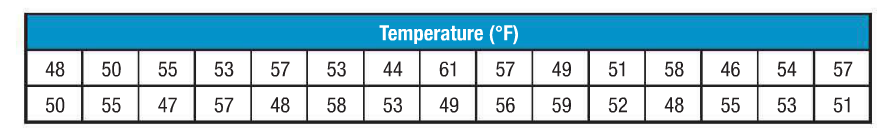 Temperature (°F)
48 50 55 53 57 53 44 61 57 49 51 58 46 54 57
50 55 47 57 48 58 53 49 56 59 52 48 55 53 51